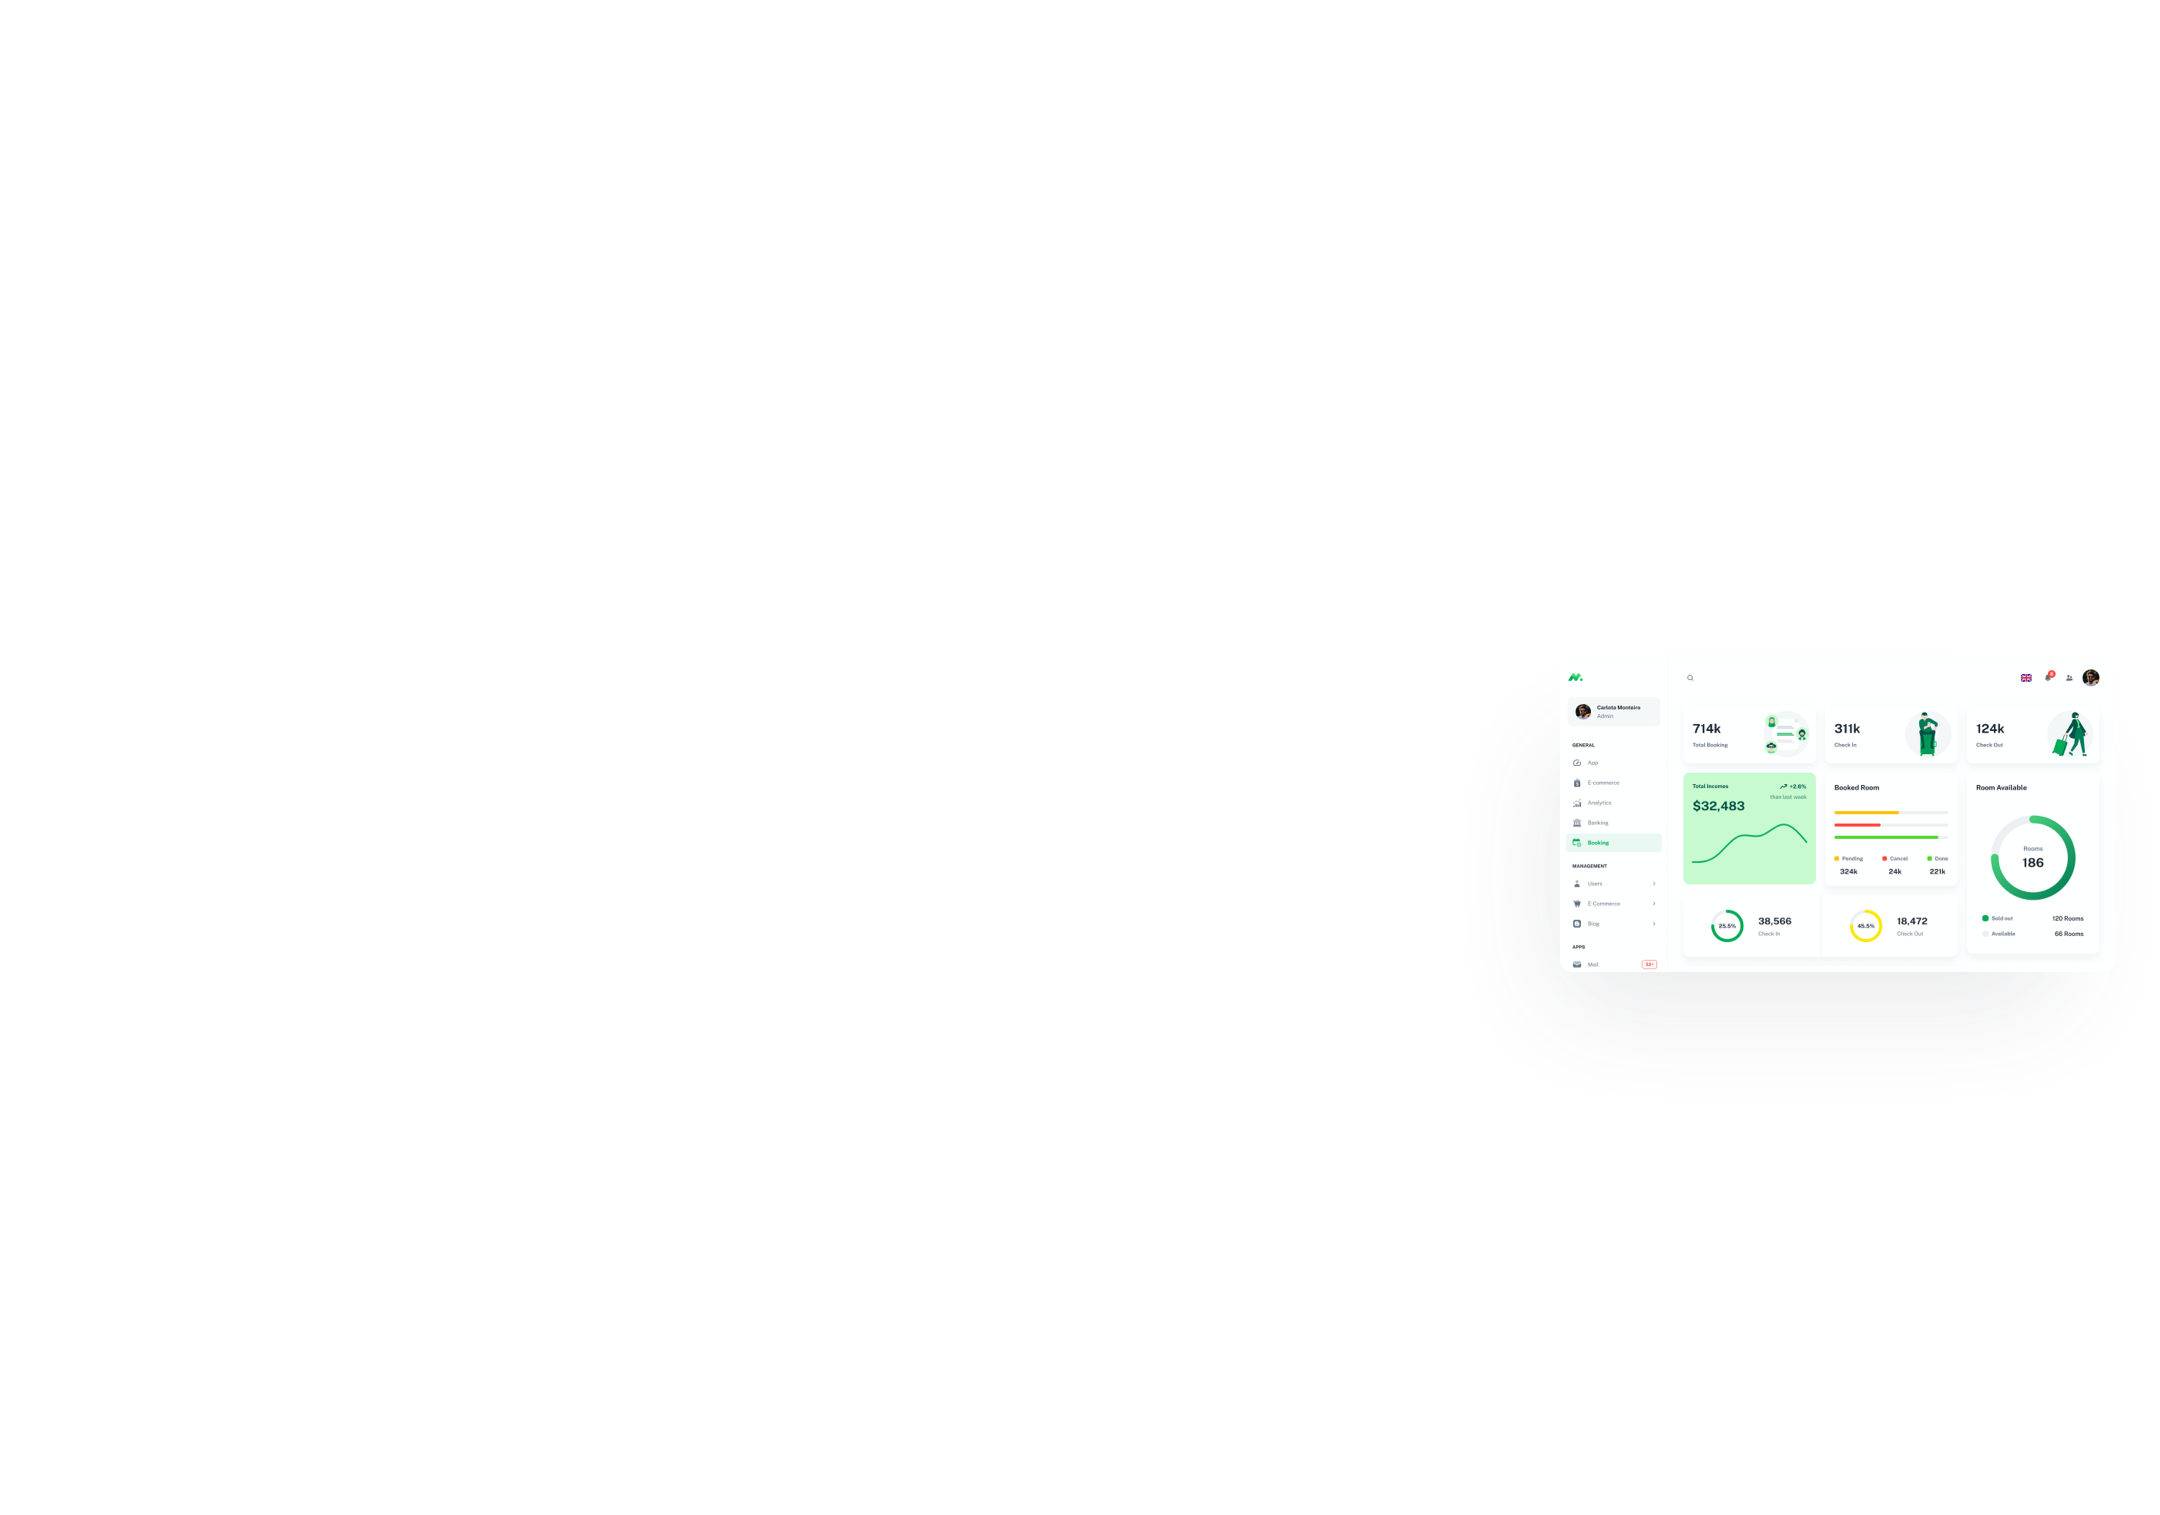 Carlota Monteiro
Admin
GENERAL
App
E-commerce
Analytics
Banking
Booking
MANAGEMENT
Users
E-Commerce
Blog
APPS
Mail
32+
714k
Total Booking
311k
Check In
124k
Check Out
Total Incomes
+2.6%
$32,483
than last week
Booked Room
Pending
Cancel
Done
324k
24k
221k
Room Available
Rooms
186
Sold out
120 Rooms
Available
66 Rooms
25.5%
38,566
Check In
45.5%
18,472
Check Out